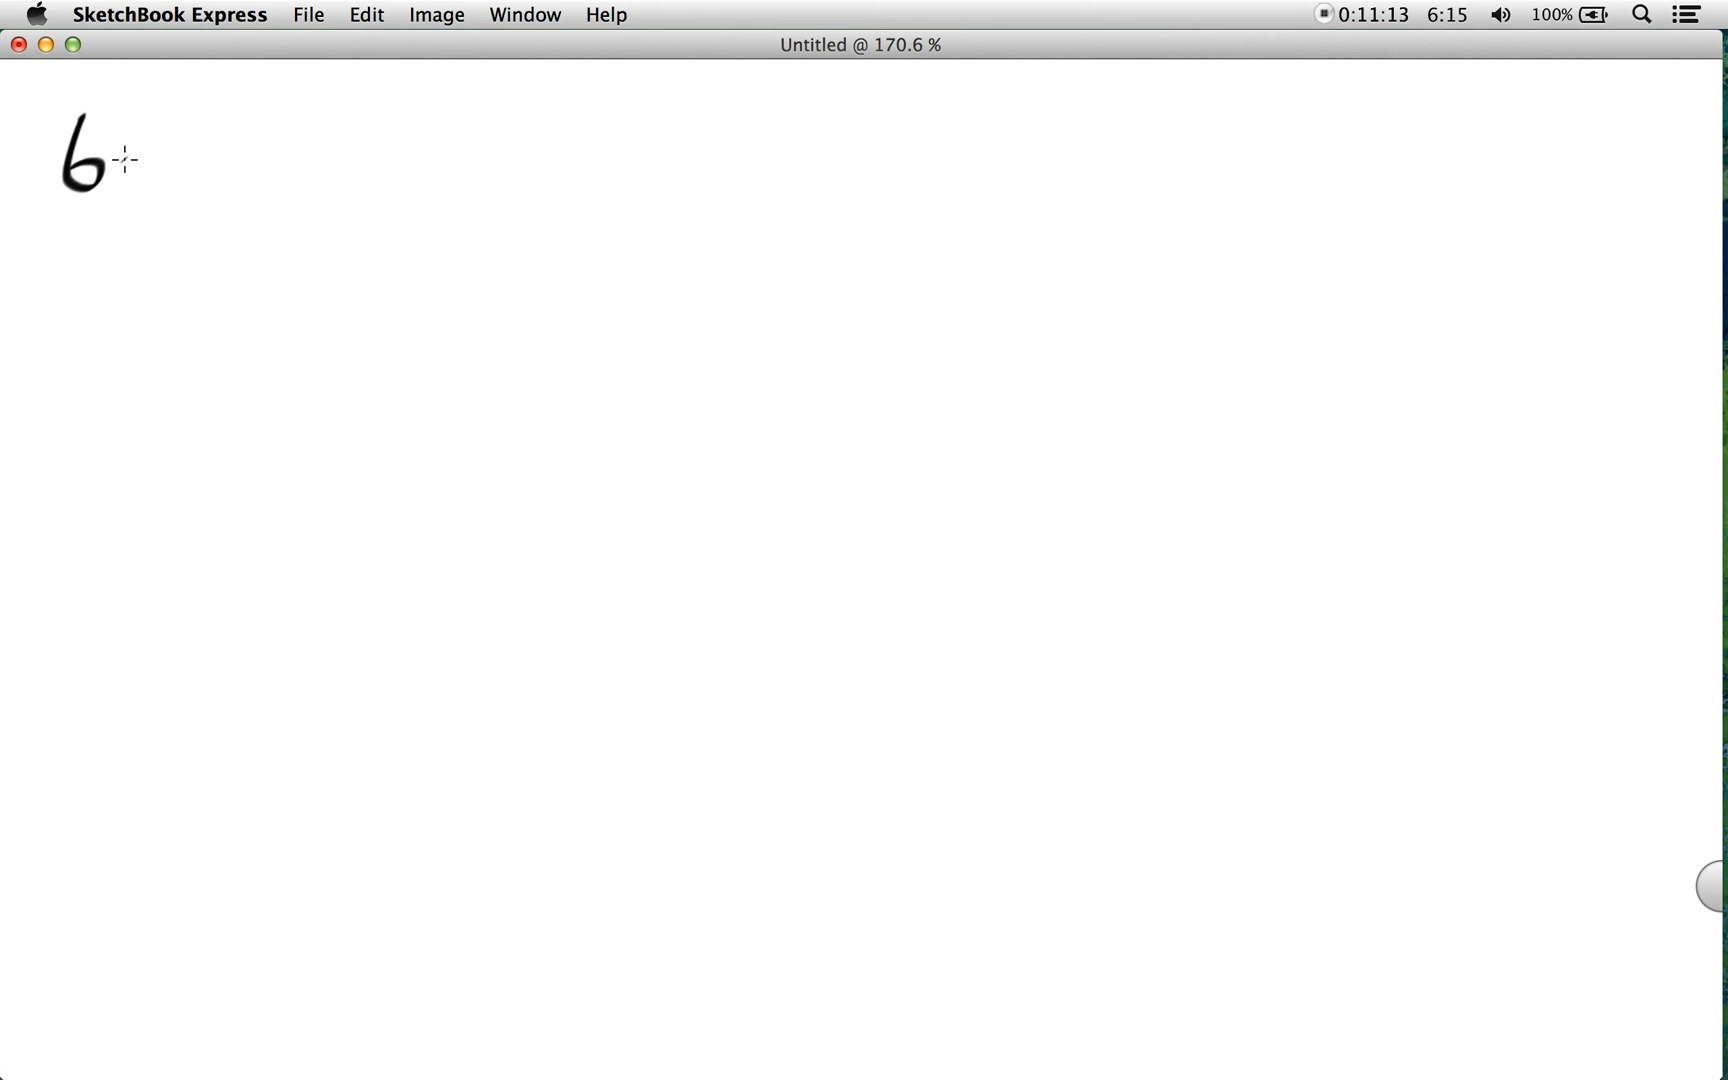 SketchBook Express File Edit Image Window Help 0:11:13 6:15 100%
Untitled @ 170.6 %
6